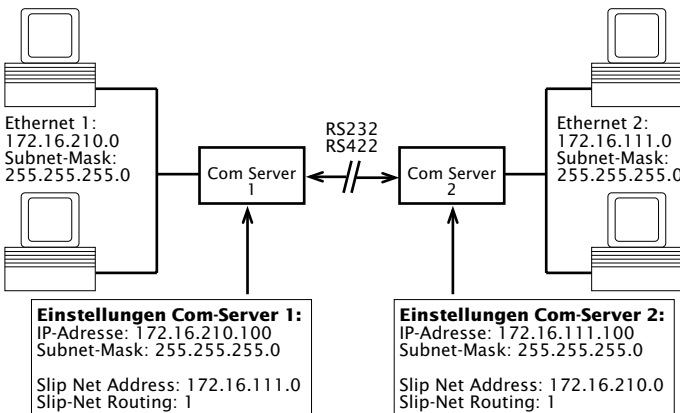 Ethernet 1:
172.16.210.0
Subnet-Mask:
255.255.255.0
Com Server
1
RS232
RS422
Com Server
2
Ethernet 2:
172.16.111.0
Subnet-Mask:
255.255.255.0
Einstellungen Com-Server 1:
IP-Adresse: 172.16.210.100
Subnet-Mask: 255.255.255.0
Slip Net Address: 172.16.111.0
Slip-Net Routing: 1
Einstellungen Com-Server 2:
IP-Adresse: 172.16.111.100
Subnet-Mask: 255.255.255.0
Slip Net Address: 172.16.210.0
Slip-Net Routing: 1